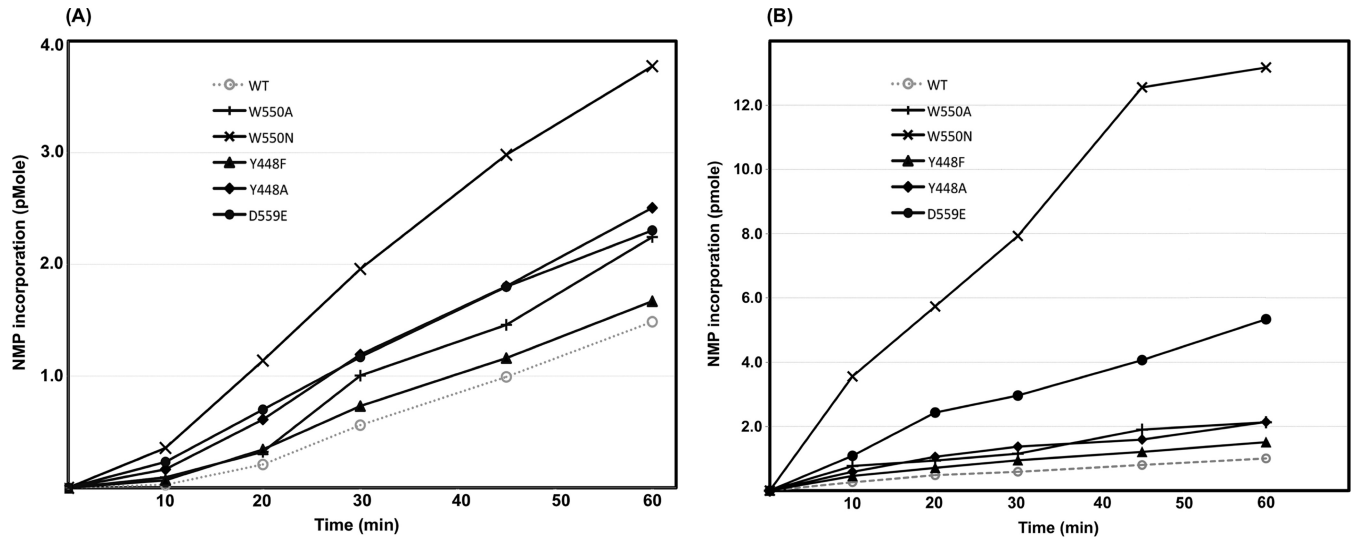 (A)
4.0
3.0
2.0
1.0
NMP incorporation (pMole)
WT
W550A
W550N
Y448F
Y448A
D559E
10 20 30 40 50 60
Time (min)
(B)
12.0
10.0
8.0
6.0
4.0
2.0
NMP incorporation (pmole)
WT
W550A
W550N
Y448F
Y448A
D559E
10 20 30 40 50 60
Time (min)